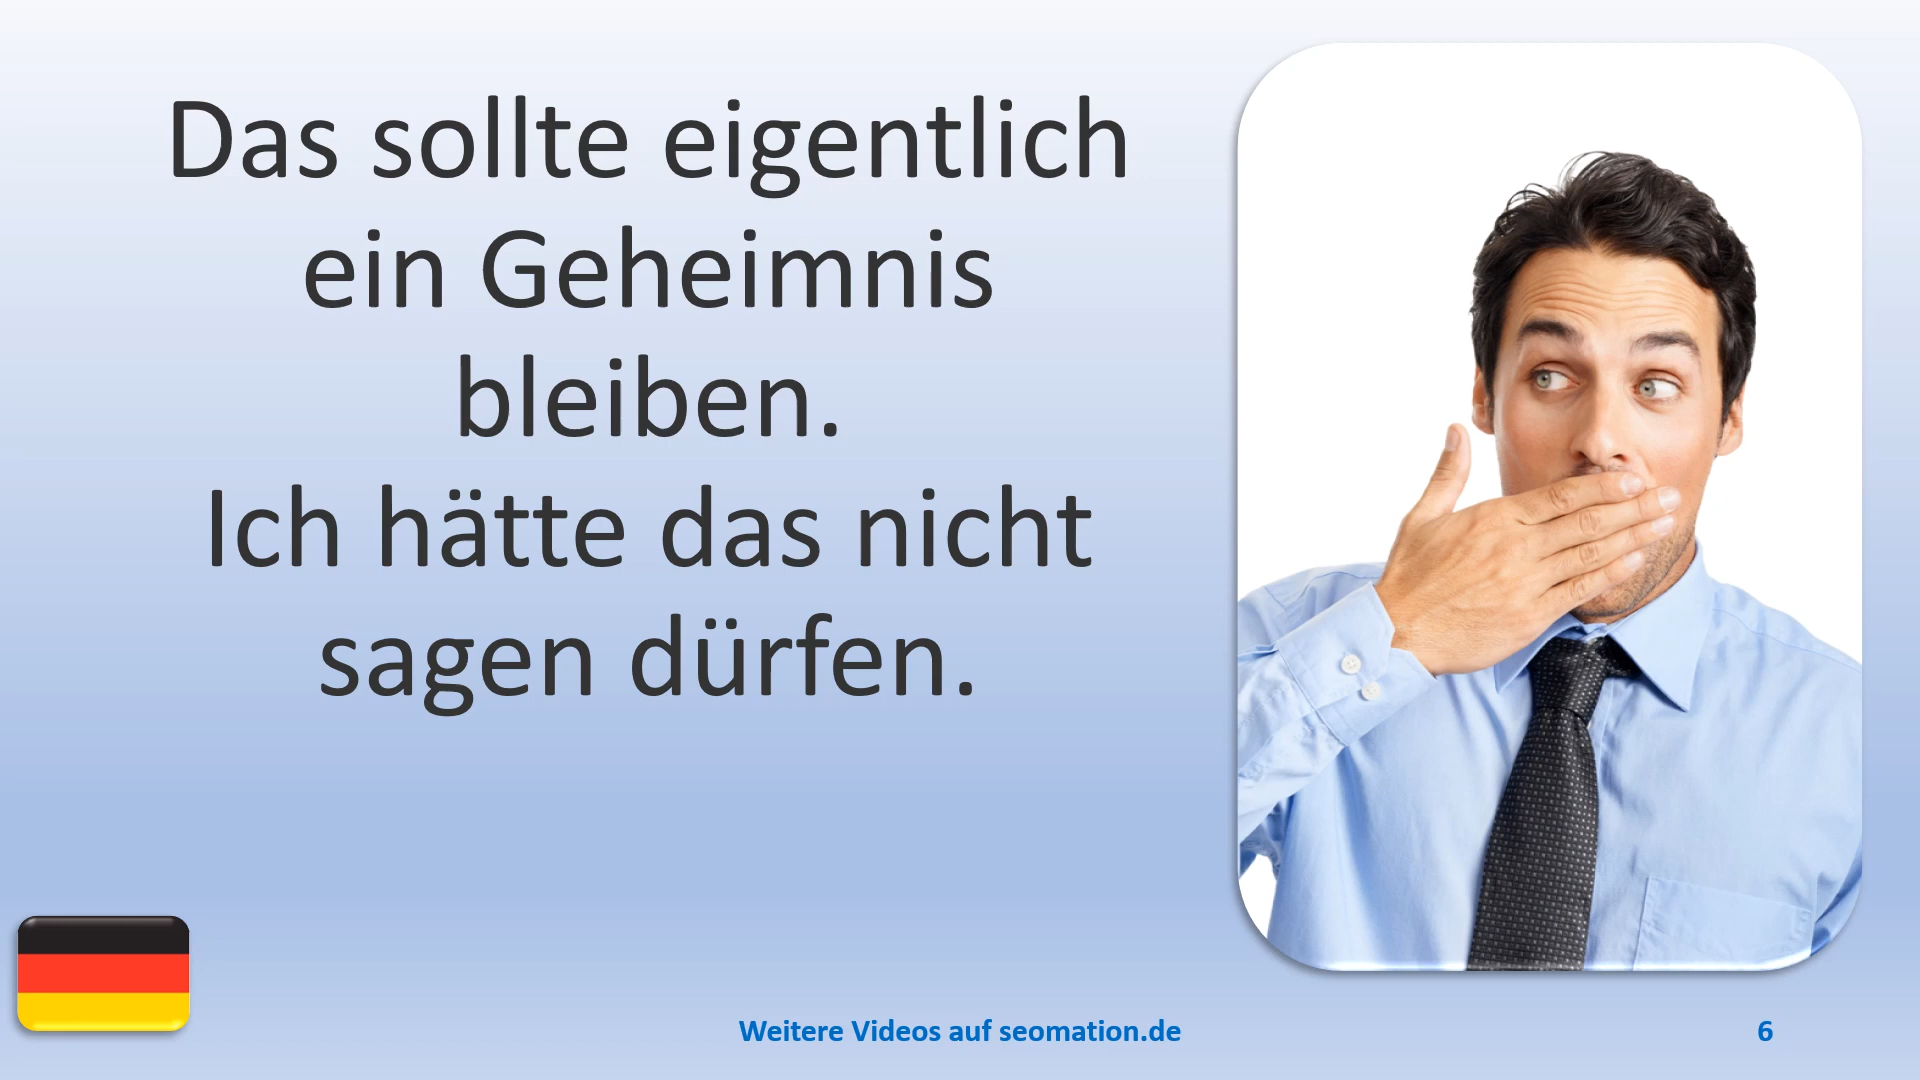 Das sollte eigentlich
ein Geheimnis
bleiben.
Ich hätte das nicht
sagen dürfen.
Weitere Videos auf seomation.de
6